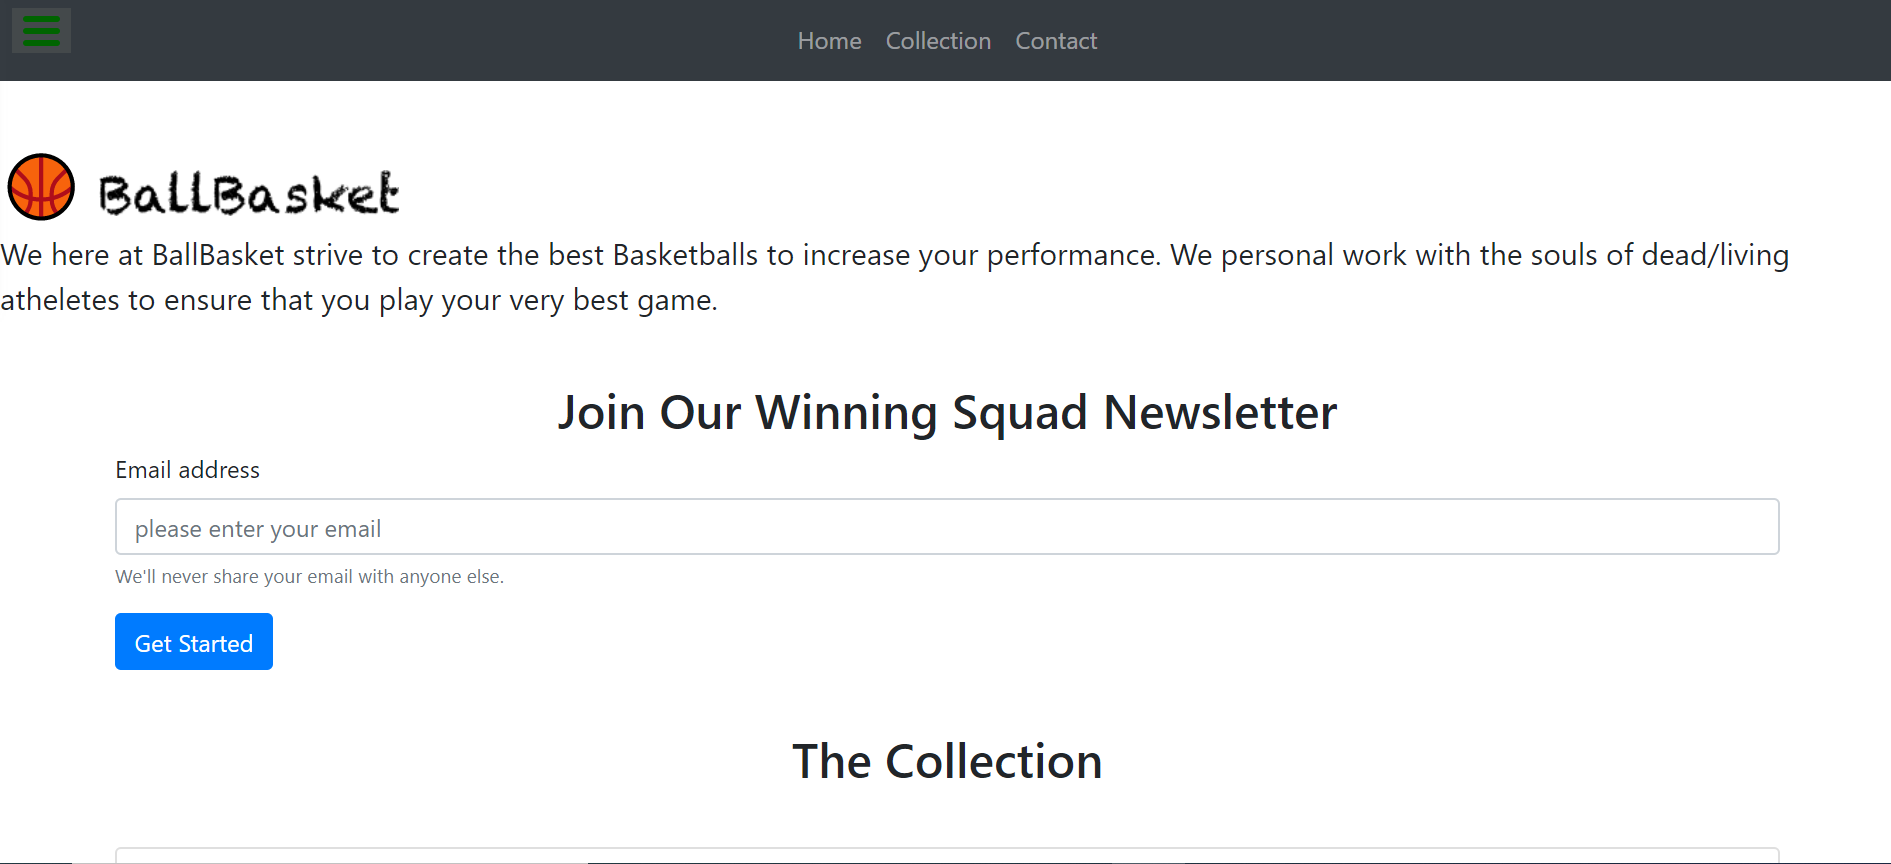 Home Collection Contact
BallBasket
We here at BallBasket strive to create the best Basketballs to increase your performance. We personal work with the souls of dead/living
atheletes to ensure that you play your very best game.
Join Our Winning Squad Newsletter
Email address
please enter your email
We'll never share your email with anyone else.
Get Started
The Collection